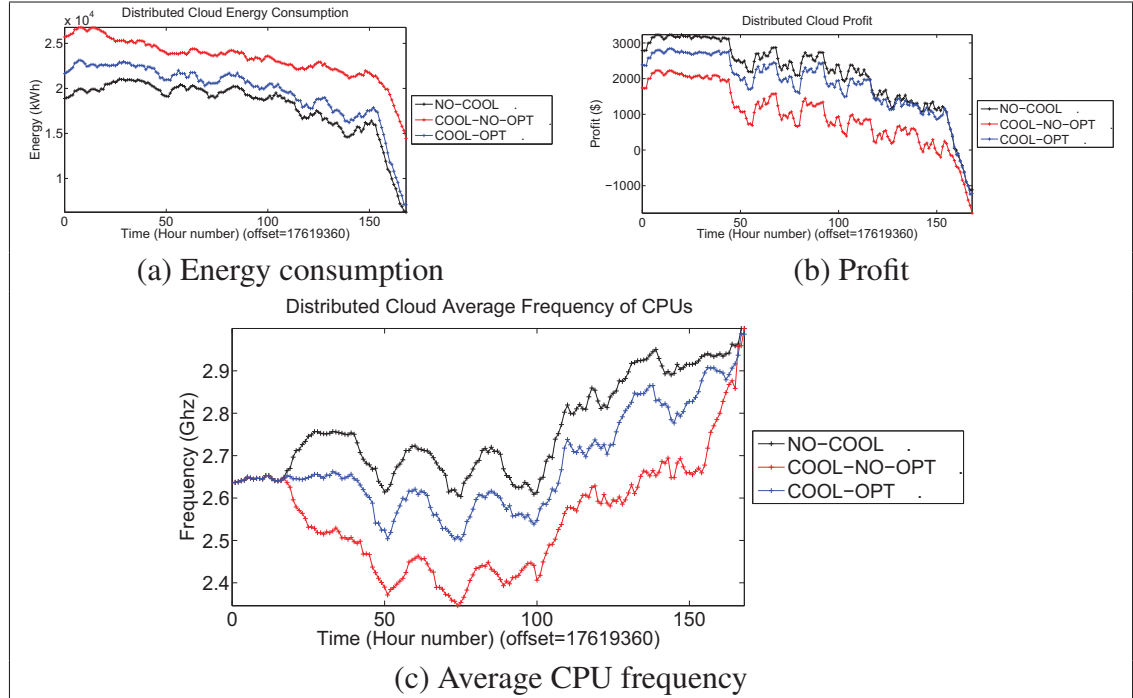 Distributed Cloud Energy Consumption
x 10^4
2.5
2
1.5
1
0
50
100
150
Energy (kWh)
Time (Hour number) (offset=17619360)
NO−COOL .
COOL−NO−OPT .
COOL−OPT .
(a) Energy consumption
Distributed Cloud Profit
3000
2000
1000
0
−1000
0
50
100
150
Profit ($)
Time (Hour number) (offset=17619360)
NO−COOL .
COOL−NO−OPT .
COOL−OPT .
(b) Profit
Distributed Cloud Average Frequency of CPUs
2.9
2.8
2.7
2.6
2.5
2.4
0
50
100
150
Frequency (Ghz)
Time (Hour number) (offset=17619360)
NO−COOL .
COOL−NO−OPT .
COOL−OPT .
(c) Average CPU frequency